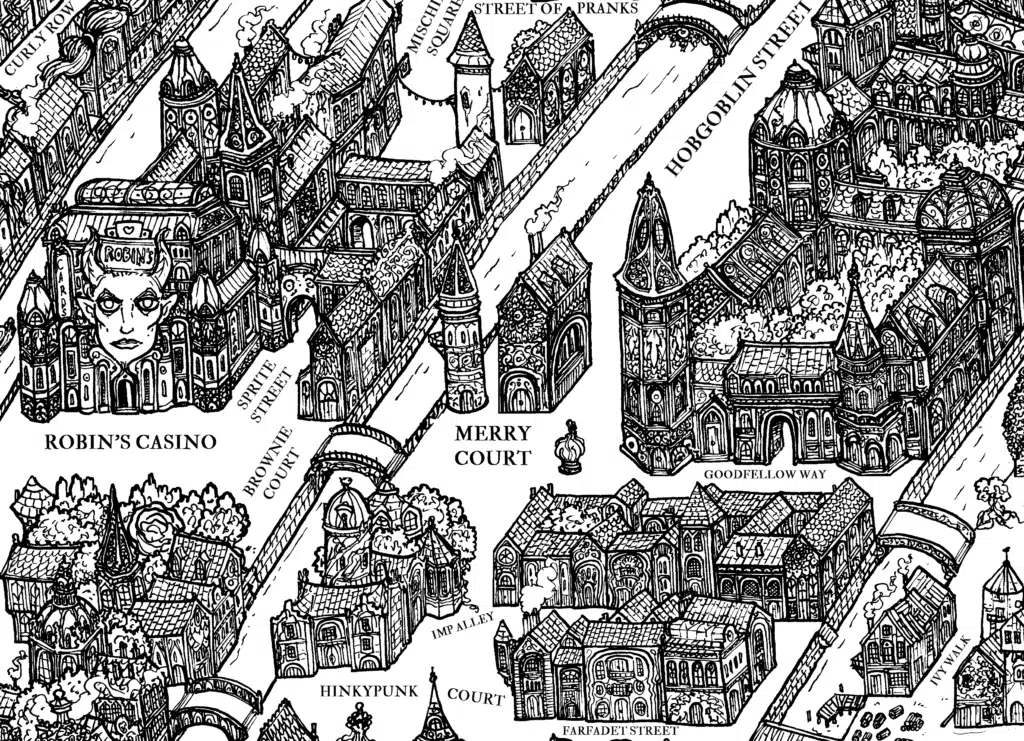 CURLY ROW
MISCHI
SQUARE
STREET OF PRANKS
HOBGOBLIN STREET
ROBIN'S
ROBIN'S CASINO
SPRITE
STREET
BROWNIE
COURT
MERRY
COURT
GOODFELLOW WAY
IMP ALLEY
HINKYPUNK COURT
FARFADET STREET
IVY WALK